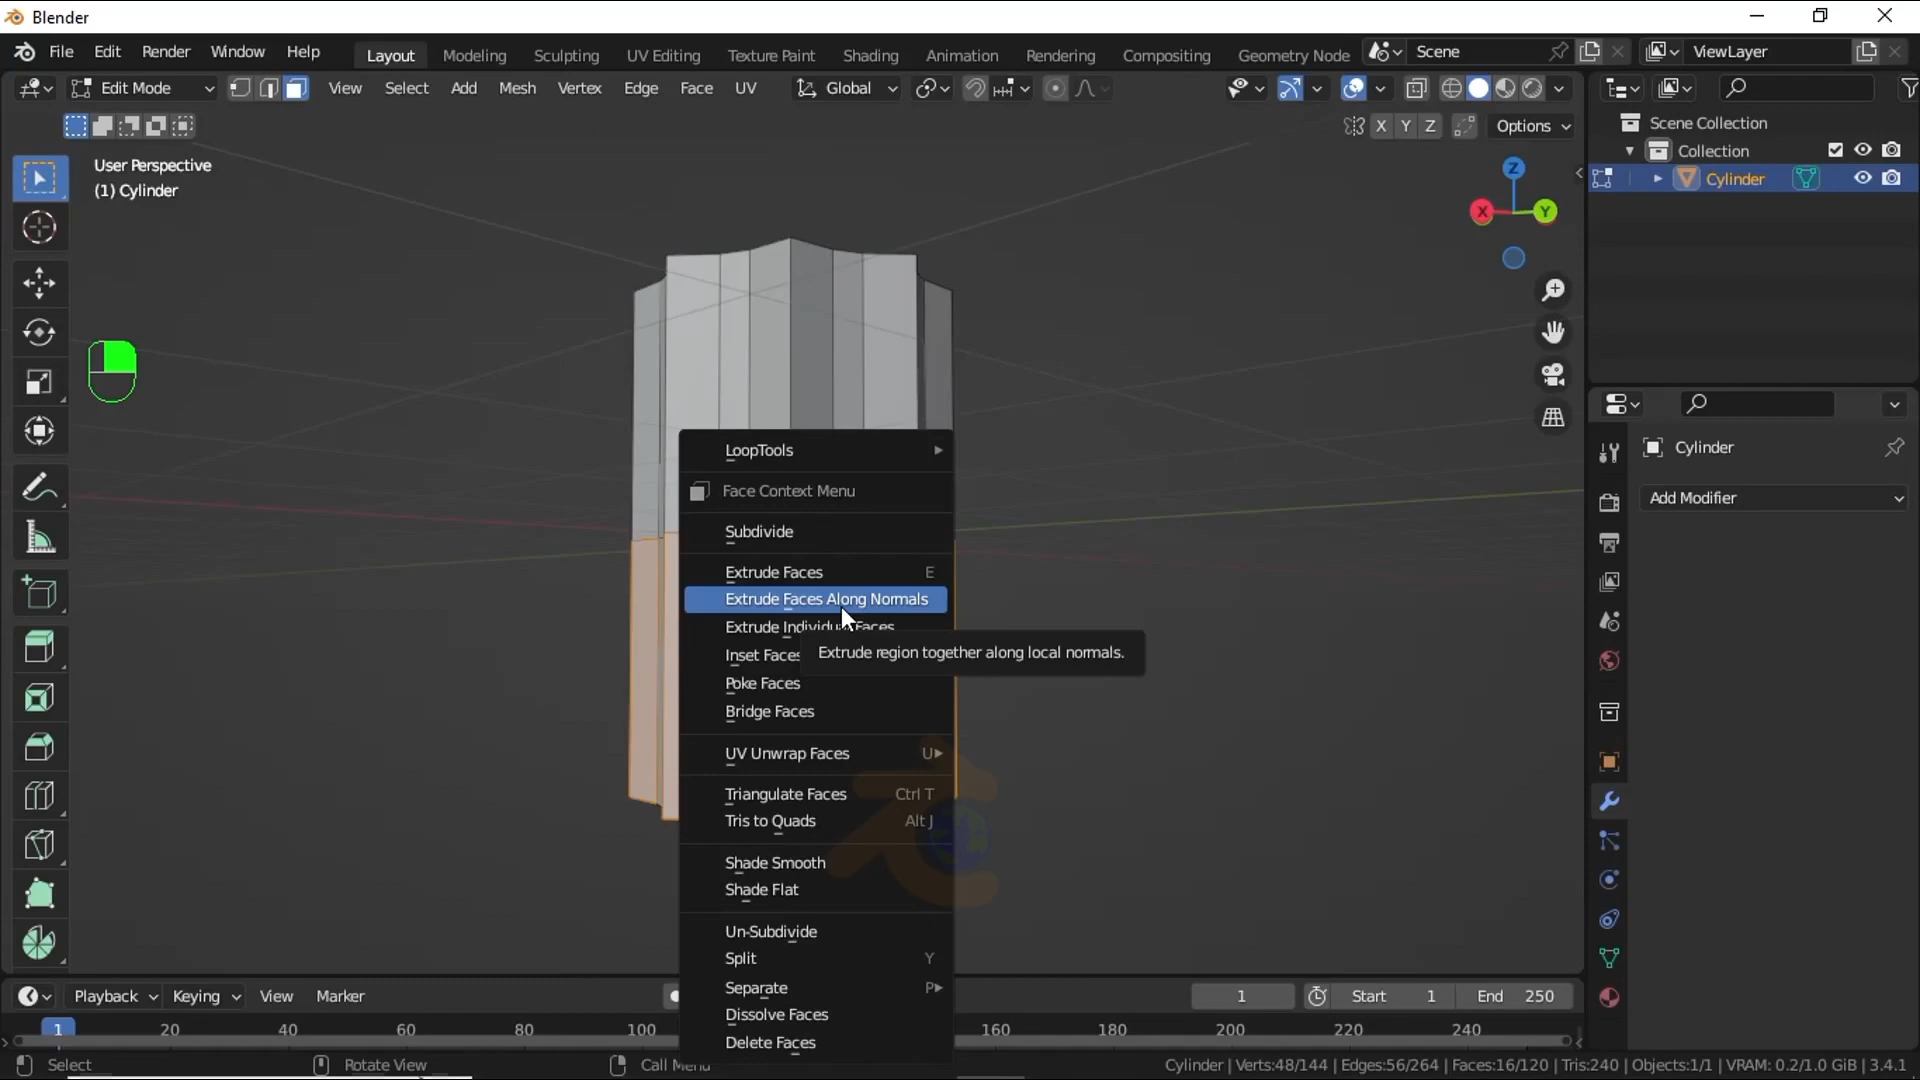 Blender
File Edit Render Window Help Layout Modeling Sculpting UV Editing Texture Paint Shading Animation Rendering Compositing Geometry Node Scene ViewLayer
Edit Mode View Select Add Mesh Vertex Edge Face UV Global
X Y Z Options
User Perspective
(1) Cylinder
Z
X Y
Scene Collection
Collection
Cylinder
Cylinder
Add Modifier
LoopTools
Face Context Menu
Subdivide
Extrude Faces E
Extrude Faces Along Normals
Extrude Individual Faces
Extrude region together along local normals.
Inset Faces
Poke Faces
Bridge Faces
UV Unwrap Faces U
Triangulate Faces Ctrl T
Tris to Quads Alt J
Shade Smooth
Shade Flat
Un-Subdivide
Split Y
Separate P
Dissolve Faces
Delete Faces
Playback Keying View Marker 1 Start 1 End 250
1 20 40 60 80 100 160 180 200 220 240
Select Rotate View Call Menu Cylinder | Verts:48/144 | Edges:56/264 | Faces:16/120 | Tris:240 | Objects:1/1 | VRAM: 0.2/1.0 GiB | 3.4.1